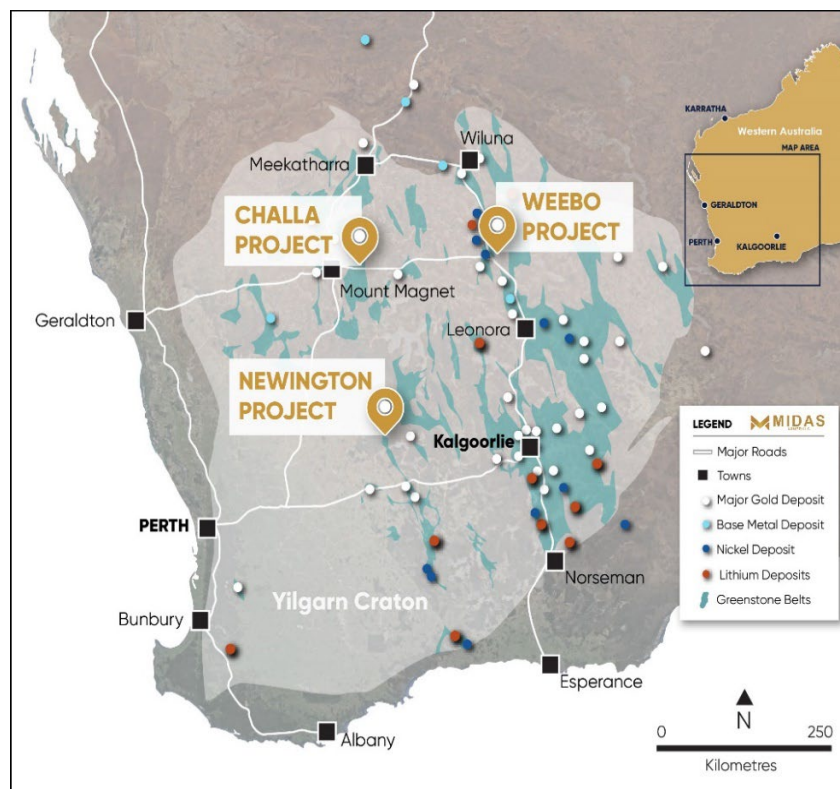 KARRATHA
Western Australia
MAP AREA
GERALDTON
PERTH
KALGOORLIE
Wiluna
Meekatharra
CHALLA
PROJECT
WEEBO
PROJECT
Mount Magnet
Geraldton
Leonora
NEWINGTON
PROJECT
Kalgoorlie
PERTH
Norseman
Yilgarn Craton
Bunbury
Esperance
Albany
LEGEND
MIDAS
Major Roads
Towns
Major Gold Deposit
Base Metal Deposit
Nickel Deposit
Lithium Deposits
Greenstone Belts
N
0
250
Kilometres